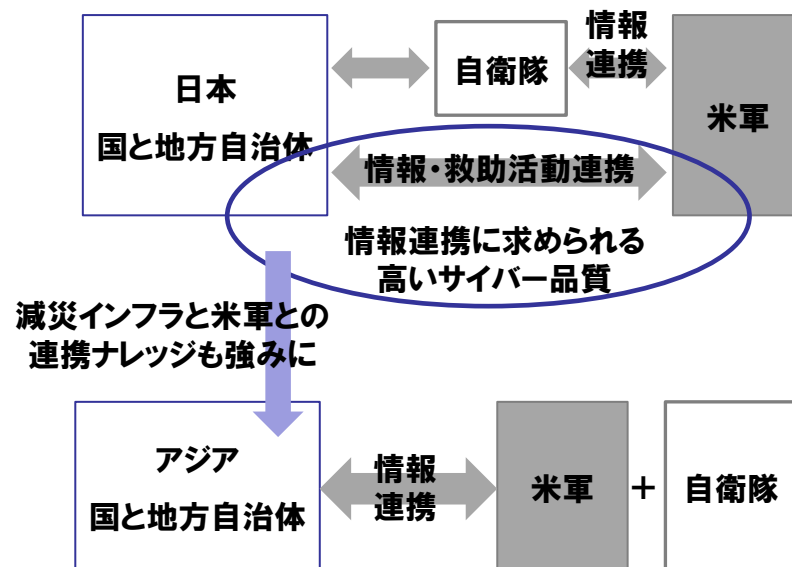 日本
国と地方自治体
自衛隊
情報
連携
米軍
情報・救助活動連携
情報連携に求められる
高いサイバー品質
減災インフラと米軍との
連携ナレッジも強みに
アジア
国と地方自治体
情報
連携
米軍
+
自衛隊